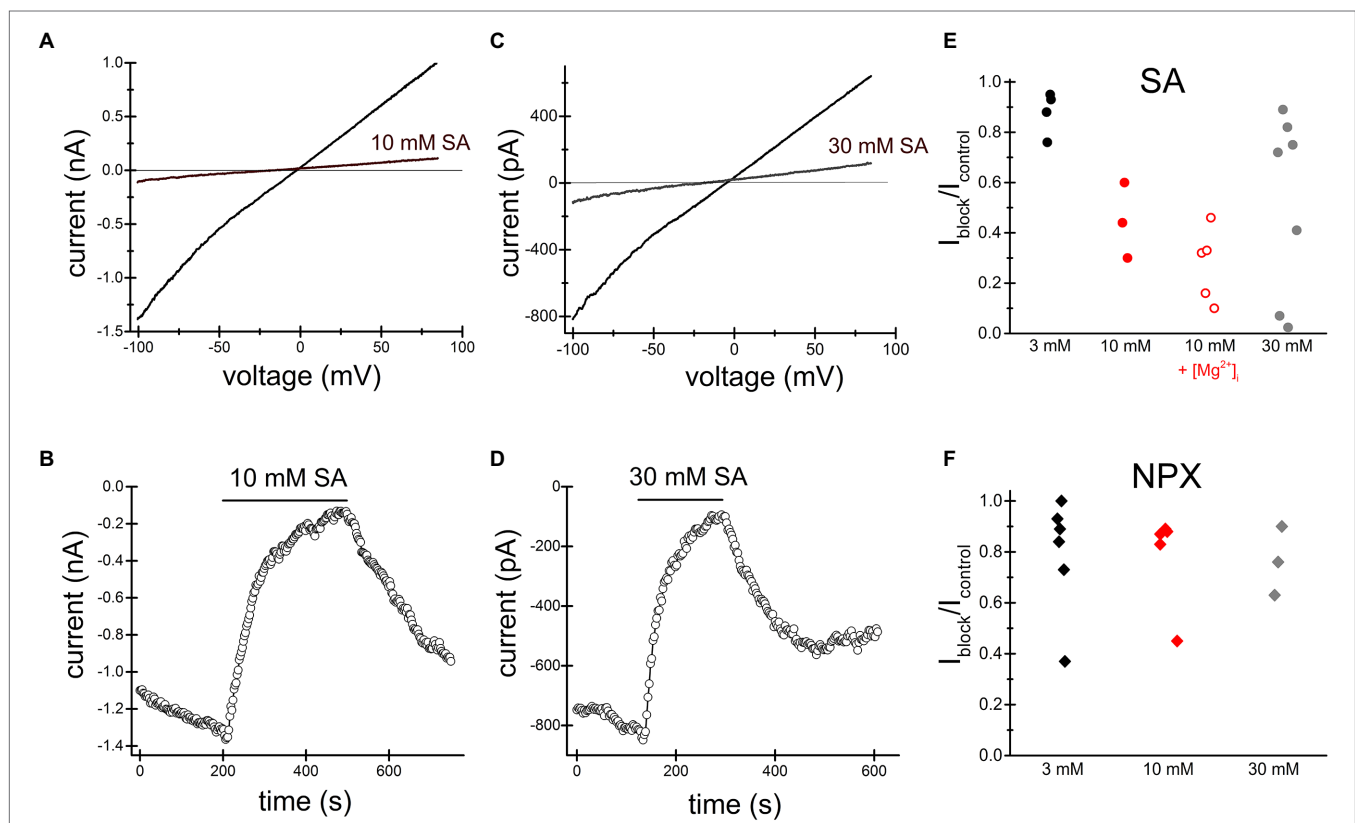 A
current (nA)
1.0
0.5
0.0
-0.5
-1.0
-1.5
10 mM SA
-100
-50
0
50
100
voltage (mV)
C
current (pA)
400
0
-400
-800
30 mM SA
-100
-50
0
50
100
voltage (mV)
E
SA
I_block/I_control
1.0
0.8
0.6
0.4
0.2
0.0
3 mM
10 mM
10 mM
30 mM
+ [Mg²⁺]ᵢ
B
10 mM SA
current (nA)
0.0
-0.2
-0.4
-0.6
-0.8
-1.0
-1.2
-1.4
0
200
400
600
time (s)
D
30 mM SA
current (pA)
0
-200
-400
-600
-800
0
200
400
600
time (s)
F
NPX
I_block/I_control
1.0
0.8
0.6
0.4
0.2
0.0
3 mM
10 mM
30 mM